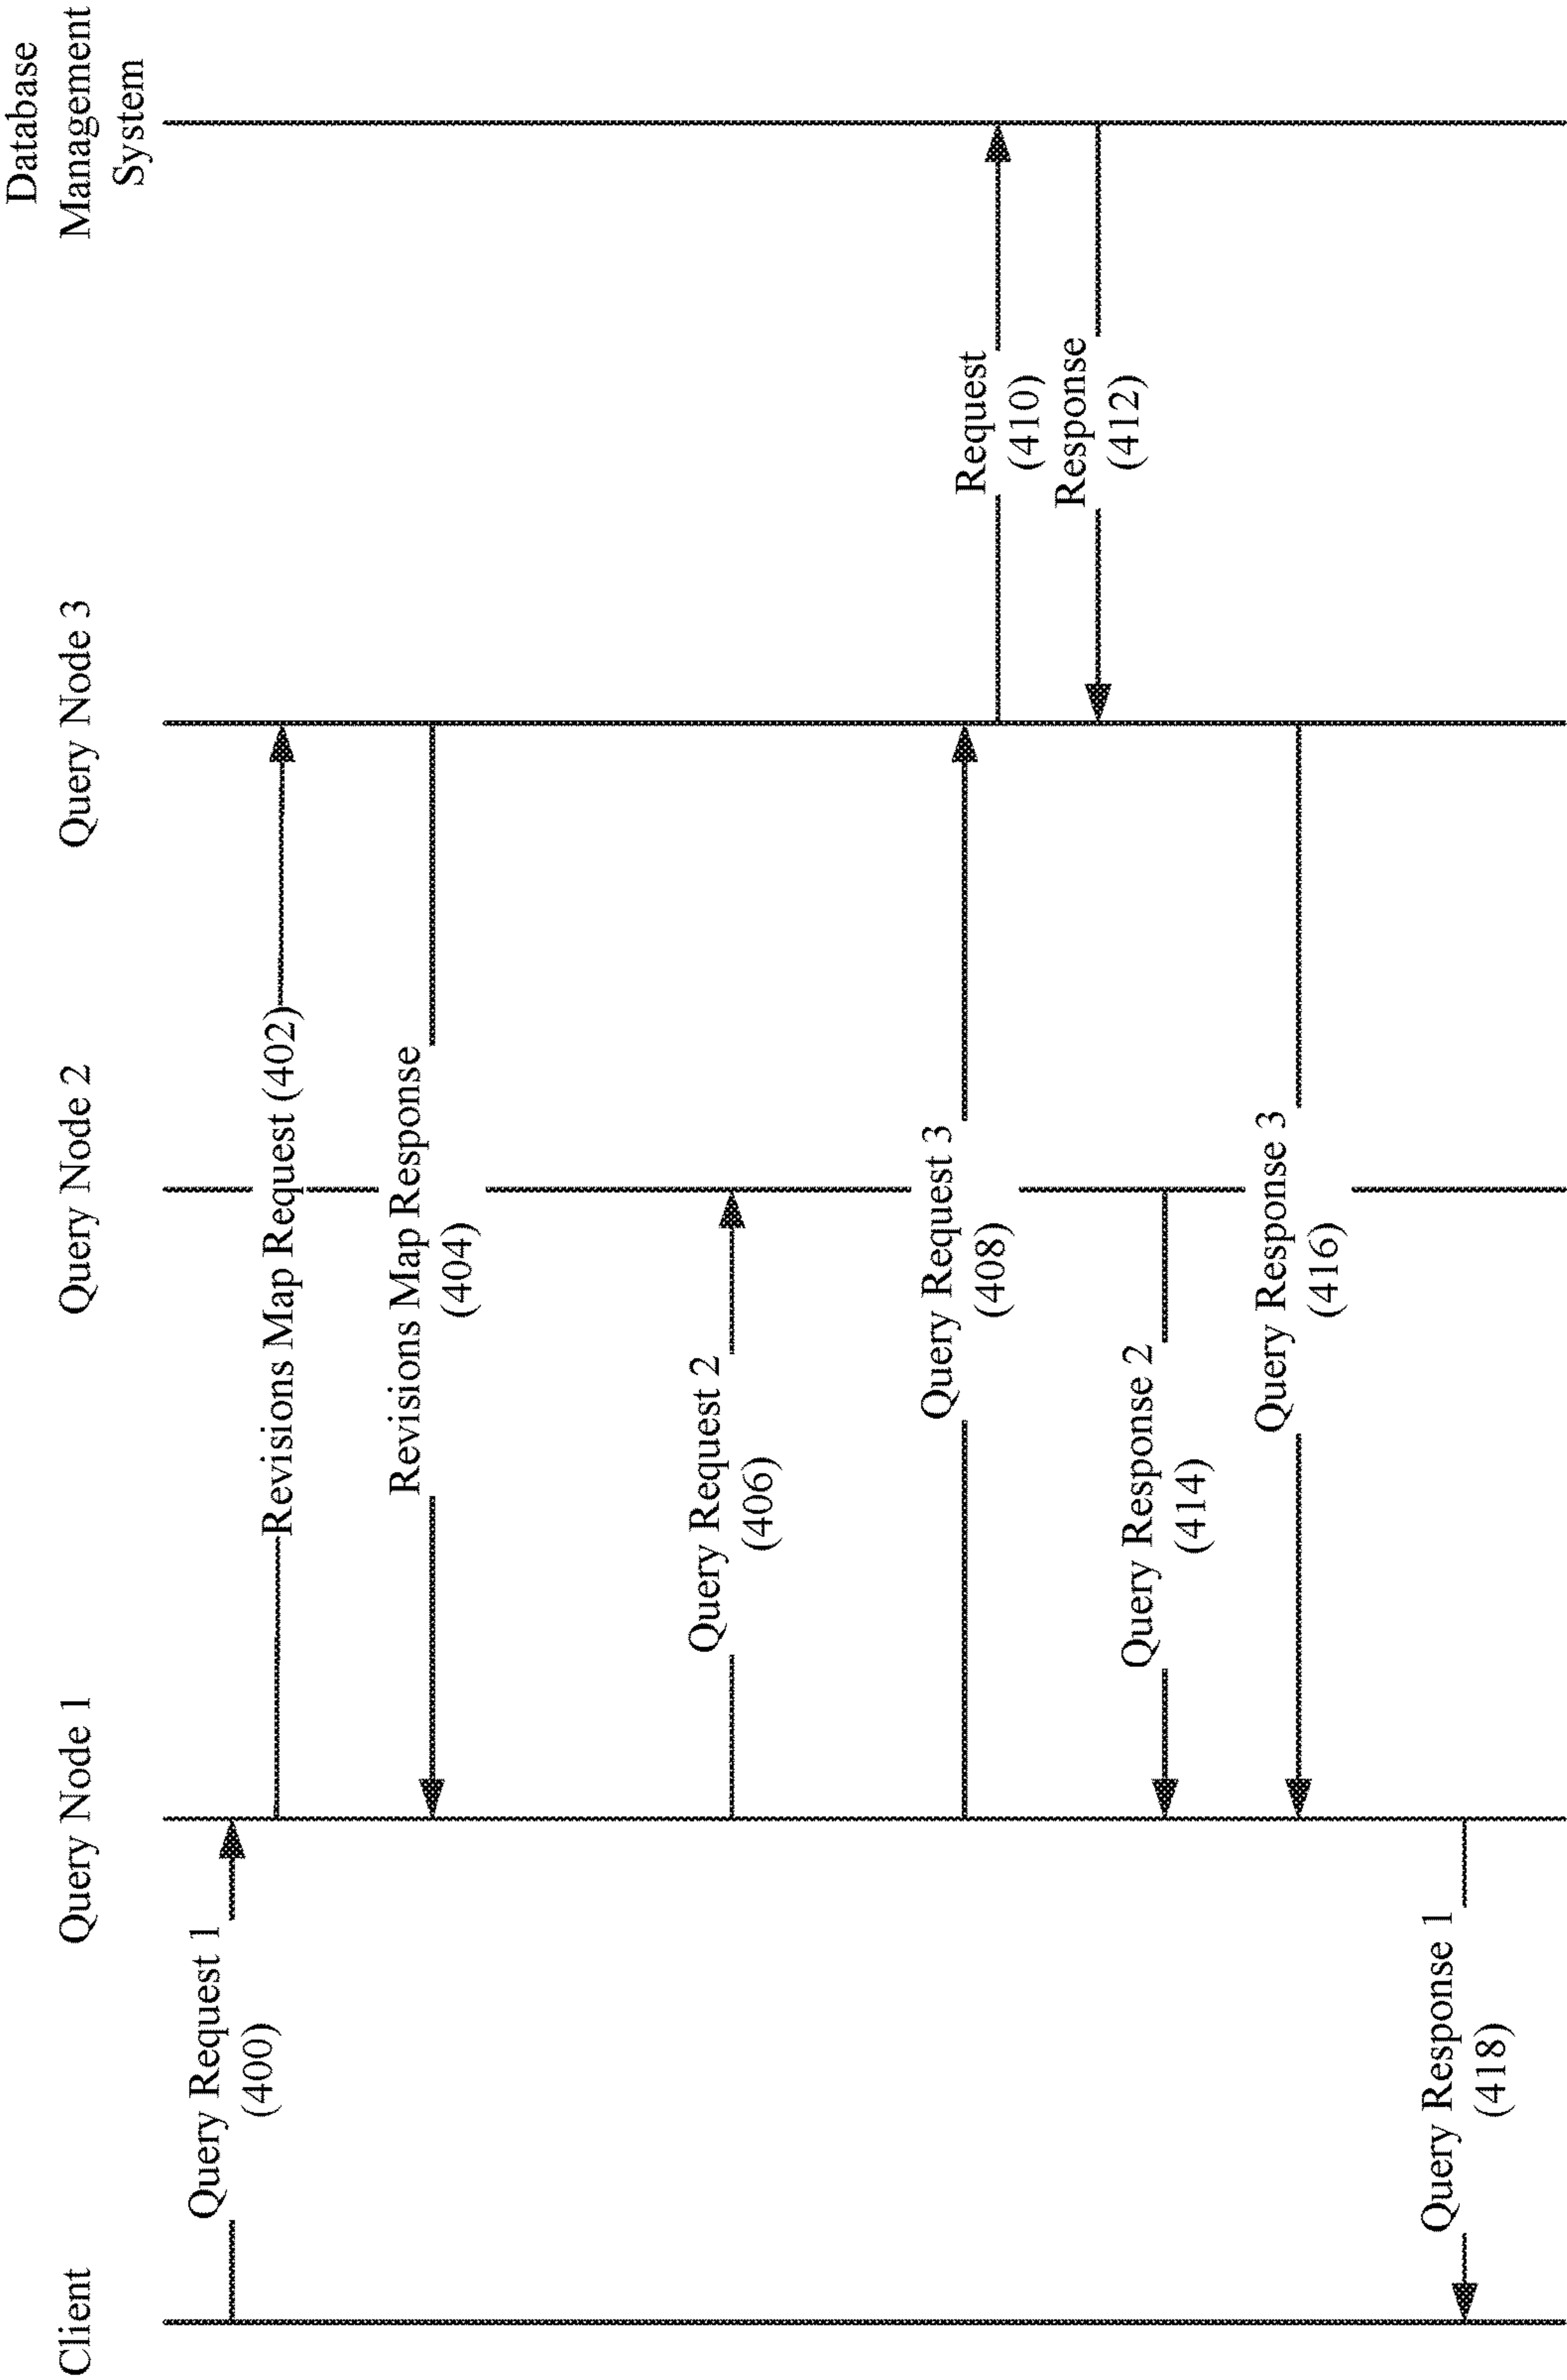 Client
Query Node 1
Query Node 2
Query Node 3
Database
Management
System
Query Request 1
(400)
Revisions Map Request (402)
Revisions Map Response
(404)
Query Request 2
(406)
Query Request 3
(408)
Request
(410)
Response
(412)
Query Response 2
(414)
Query Response 3
(416)
Query Response 1
(418)